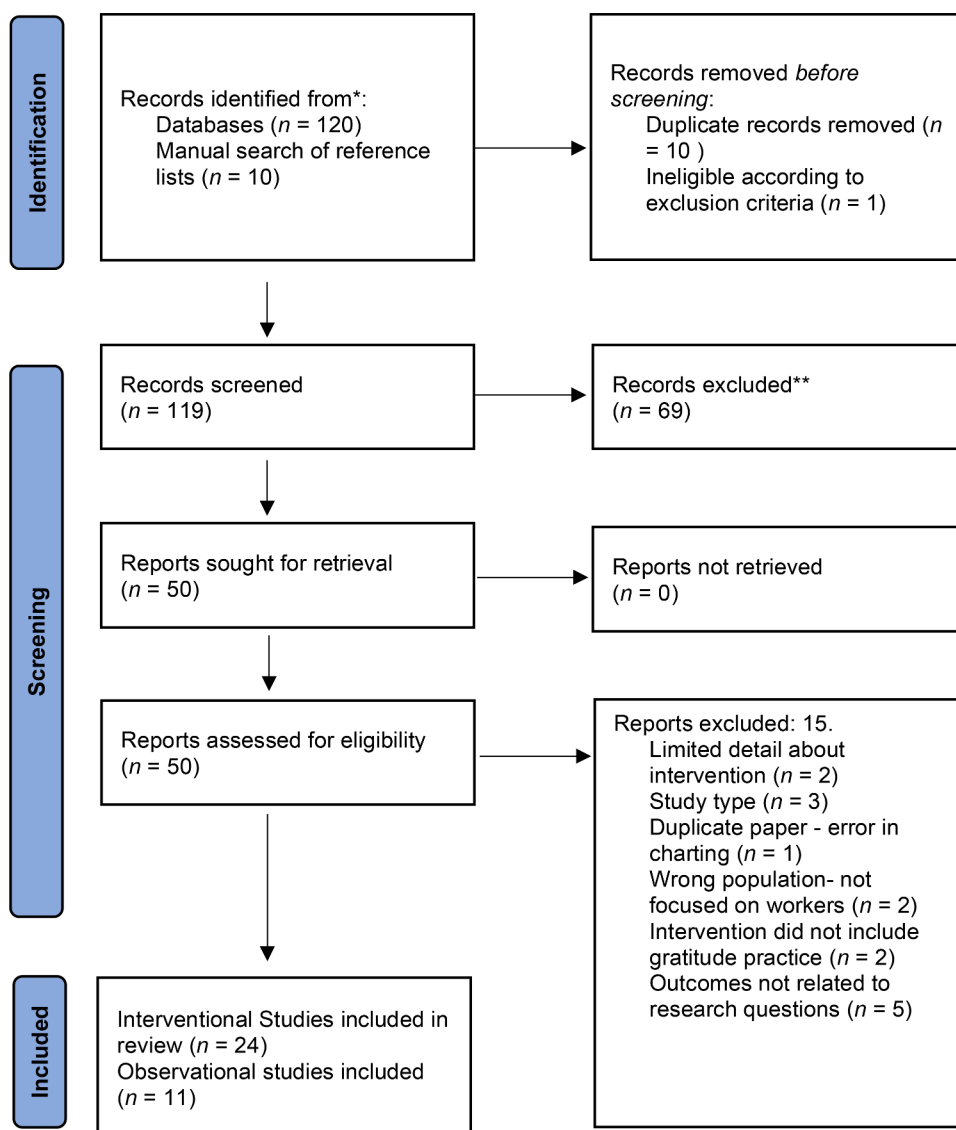 Identification
Records identified from*:
Databases (n = 120)
Manual search of reference
lists (n = 10)
Records removed before
screening:
Duplicate records removed (n
= 10 )
Ineligible according to
exclusion criteria (n = 1)
Screening
Records screened
(n = 119)
Records excluded**
(n = 69)
Reports sought for retrieval
(n = 50)
Reports not retrieved
(n = 0)
Reports assessed for eligibility
(n = 50)
Reports excluded: 15.
Limited detail about
intervention (n = 2)
Study type (n = 3)
Duplicate paper - error in
charting (n = 1)
Wrong population- not
focused on workers (n = 2)
Intervention did not include
gratitude practice (n = 2)
Outcomes not related to
research questions (n = 5)
Included
Interventional Studies included in
review (n = 24)
Observational studies included
(n = 11)